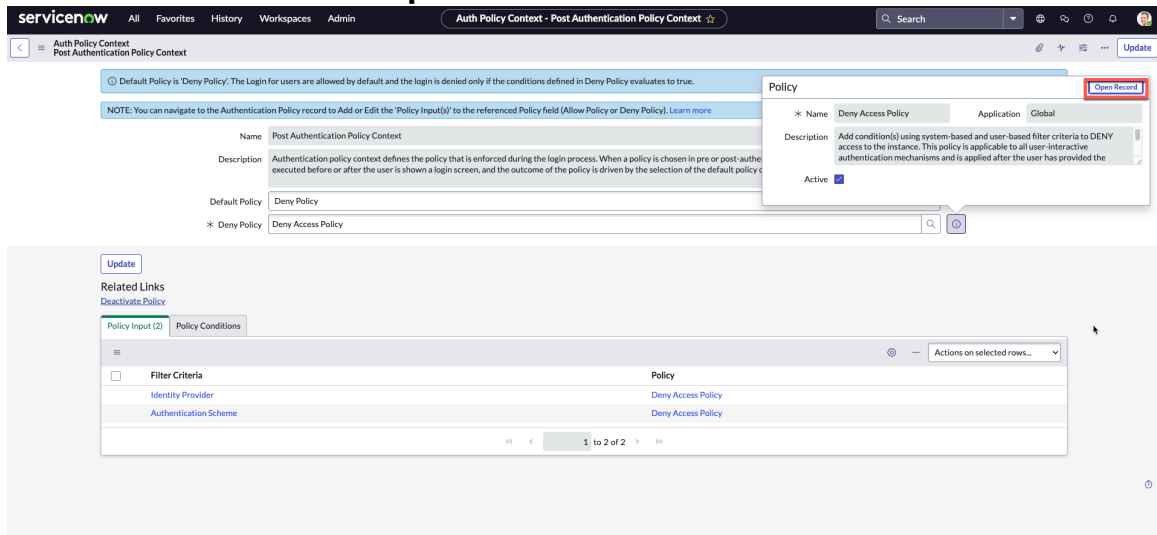 servicenow All Favorites History Workspaces Admin Auth Policy Context - Post Authentication Policy Context Search
Auth Policy Context
Post Authentication Policy Context
Update
Default Policy is 'Deny Policy'. The Login for users are allowed by default and the login is denied only if the conditions defined in Deny Policy evaluates to true.
NOTE: You can navigate to the Authentication Policy record to Add or Edit the 'Policy Input(s)' to the referenced Policy field (Allow Policy or Deny Policy). Learn more
Name Post Authentication Policy Context
Description Authentication policy context defines the policy that is enforced during the login process. When a policy is chosen in pre or post-authe
executed before or after the user is shown a login screen, and the outcome of the policy is driven by the selection of the default policy
Default Policy Deny Policy
Deny Policy Deny Access Policy
Policy Open Record
Name Deny Access Policy Application Global
Description Add condition(s) using system-based and user-based filter criteria to DENY
access to the instance. This policy is applicable to all user-interactive
authentication mechanisms and is applied after the user has provided the
Active
Update
Related Links
Deactivate Policy
Policy Input (2) Policy Conditions
Actions on selected rows...
Filter Criteria Policy
Identity Provider Deny Access Policy
Authentication Scheme Deny Access Policy
1 to 2 of 2